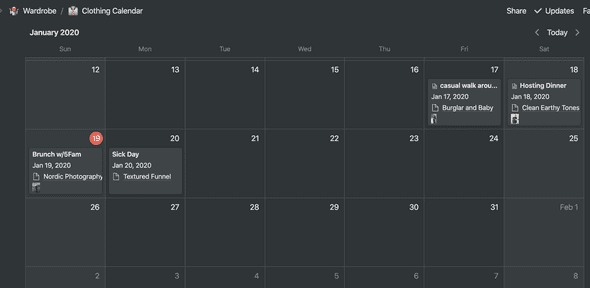 Wardrobe / Clothing Calendar
Share Updates Fa
January 2020
Today
Sun Mon Tue Wed Thu Fri Sat
12 13 14 15 16 17 18
casual walk arou...
Jan 17, 2020
Burglar and Baby
Hosting Dinner
Jan 18, 2020
Clean Earthy Tones
19 20 21 22 23 24 25
Brunch w/5Fam
Jan 19, 2020
Nordic Photography
Sick Day
Jan 20, 2020
Textured Funnel
26 27 28 29 30 31 Feb 1
2 3 4 5 6 7 8